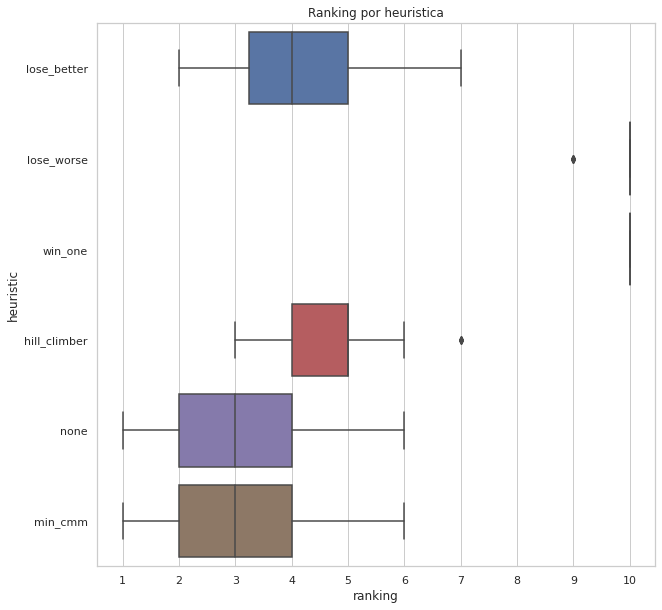 Ranking por heuristica
lose_better
lose_worse
win_one
hill_climber
none
min_cmm
heuristic
1 2 3 4 5 6 7 8 9 10
ranking